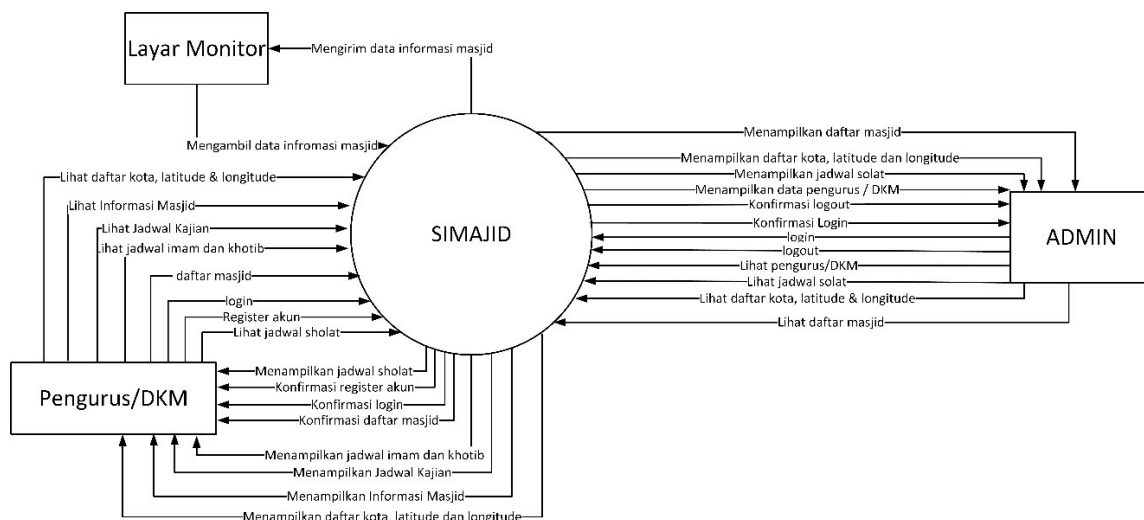 Layar Monitor
Mengirim data informasi masjid
Mengambil data infromasi masjid
Lihat daftar kota, latitude & longitude
Lihat Informasi Masjid
Lihat Jadwal Kajian
Lihat jadwal imam dan khotib
daftar masjid
login
Register akun
Lihat jadwal sholat
SIMAJID
Menampilkan daftar masjid
Menampilkan daftar kota, latitude dan longitude
Menampilkan jadwal solat
Menampilkan data pengurus / DKM
Konfirmasi logout
Konfirmasi Login
login
logout
Lihat pengurus/DKM
Lihat jadwal solat
Lihat daftar kota, latitude & longitude
Lihat daftar masjid
ADMIN
Pengurus/DKM
Menampilkan jadwal sholat
Konfirmasi register akun
Konfirmasi login
Konfirmasi daftar masjid
Menampilkan jadwal imam dan khotib
Menampilkan Jadwal Kajian
Menampilkan Informasi Masjid
Menampilkan daftar kota, latitude dan longitude